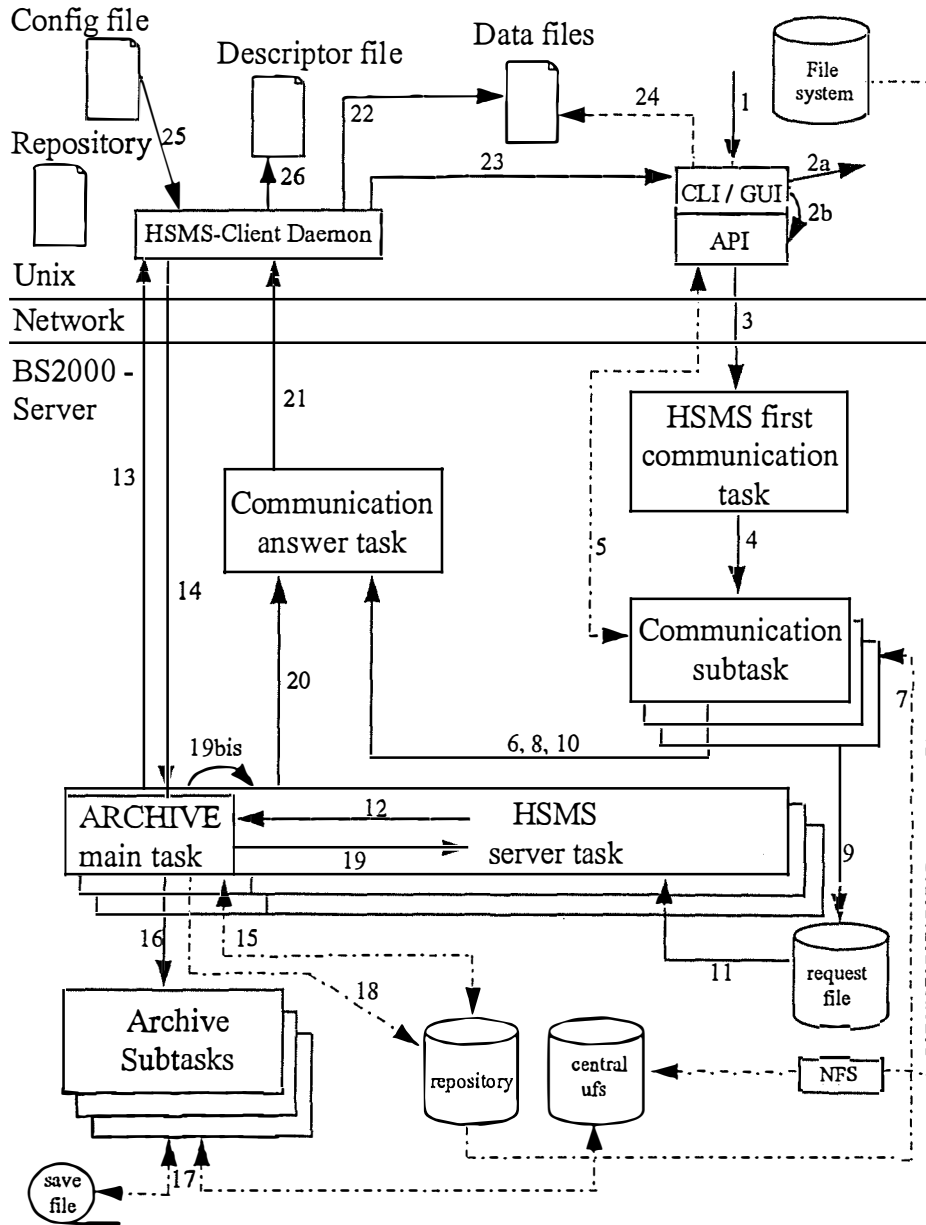 Config file
Descriptor file
Data files
File
system
1
22
24
25
Repository
26
23
2a
CLI / GUI
2b
HSMS-Client Daemon
API
Unix
Network
3
BS2000 -
Server
21
HSMS first
communication
task
13
Communication
answer task
5
4
14
Communication
subtask
20
7
6, 8, 10
19bis
ARCHIVE
main task
12
HSMS
server task
19
9
16
15
11
request
file
18
Archive
Subtasks
repository
central
ufs
NFS
17
save
file